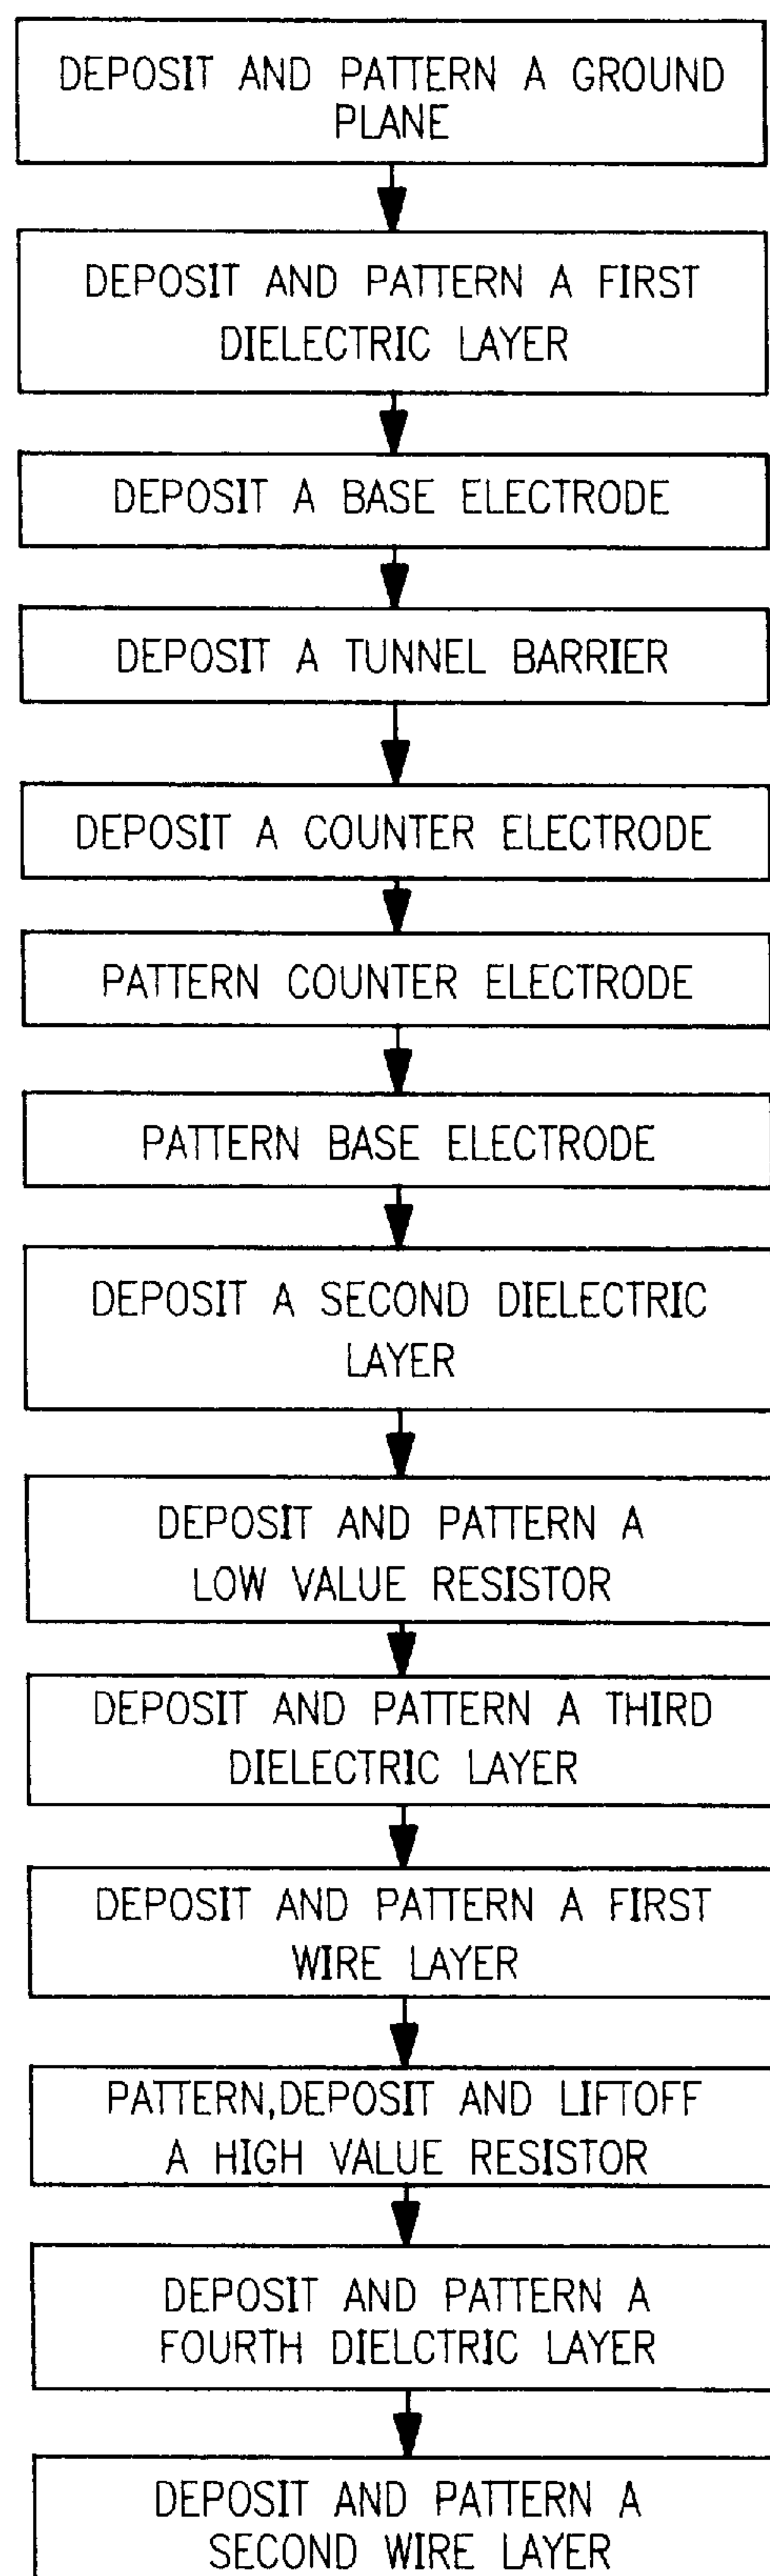 DEPOSIT AND PATTERN A GROUND
PLANE
DEPOSIT AND PATTERN A FIRST
DIELECTRIC LAYER
DEPOSIT A BASE ELECTRODE
DEPOSIT A TUNNEL BARRIER
DEPOSIT A COUNTER ELECTRODE
PATTERN COUNTER ELECTRODE
PATTERN BASE ELECTRODE
DEPOSIT A SECOND DIELECTRIC
LAYER
DEPOSIT AND PATTERN A
LOW VALUE RESISTOR
DEPOSIT AND PATTERN A THIRD
DIELECTRIC LAYER
DEPOSIT AND PATTERN A FIRST
WIRE LAYER
PATTERN,DEPOSIT AND LIFTOFF
A HIGH VALUE RESISTOR
DEPOSIT AND PATTERN A
FOURTH DIELCTRIC LAYER
DEPOSIT AND PATTERN A
SECOND WIRE LAYER